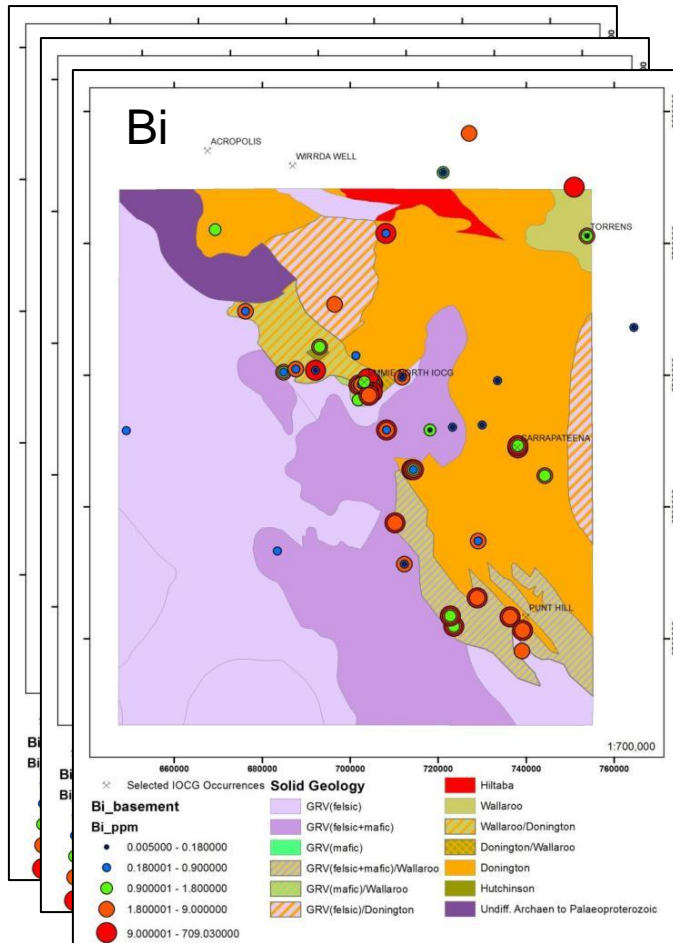 Bi
ACROPOLIS
WIRRDA WELL
TORRENS
EMMIE NORTH IOCG
CARRAPATEENA
PUNT HILL
1:700,000
660000 680000 700000 720000 740000 760000
Selected IOCG Occurrences
Bi_basement
Bi_ppm
0.005000 - 0.180000
0.180001 - 0.900000
0.900001 - 1.800000
1.800001 - 9.000000
9.000001 - 709.030000
Solid Geology
GRV(felsic)
GRV(felsic+mafic)
GRV(mafic)
GRV(felsic+mafic)/Wallaroo
GRV(mafic)/Wallaroo
GRV(felsic)/Donington
Hiltaba
Wallaroo
Wallaroo/Donington
Donington/Wallaroo
Donington
Hutchinson
Undiff. Archaen to Palaeoproterozoic
760000